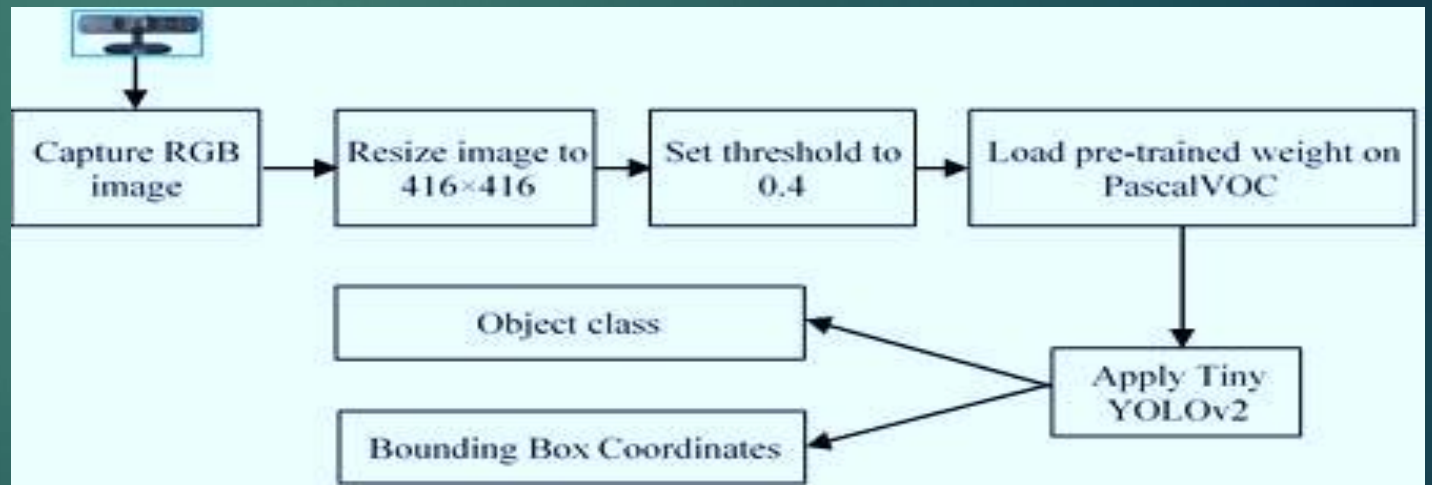 Capture RGB
image
Resize image to
416×416
Set threshold to
0.4
Load pre-trained weight on
PascalVOC
Apply Tiny
YOLOv2
Object class
Bounding Box Coordinates